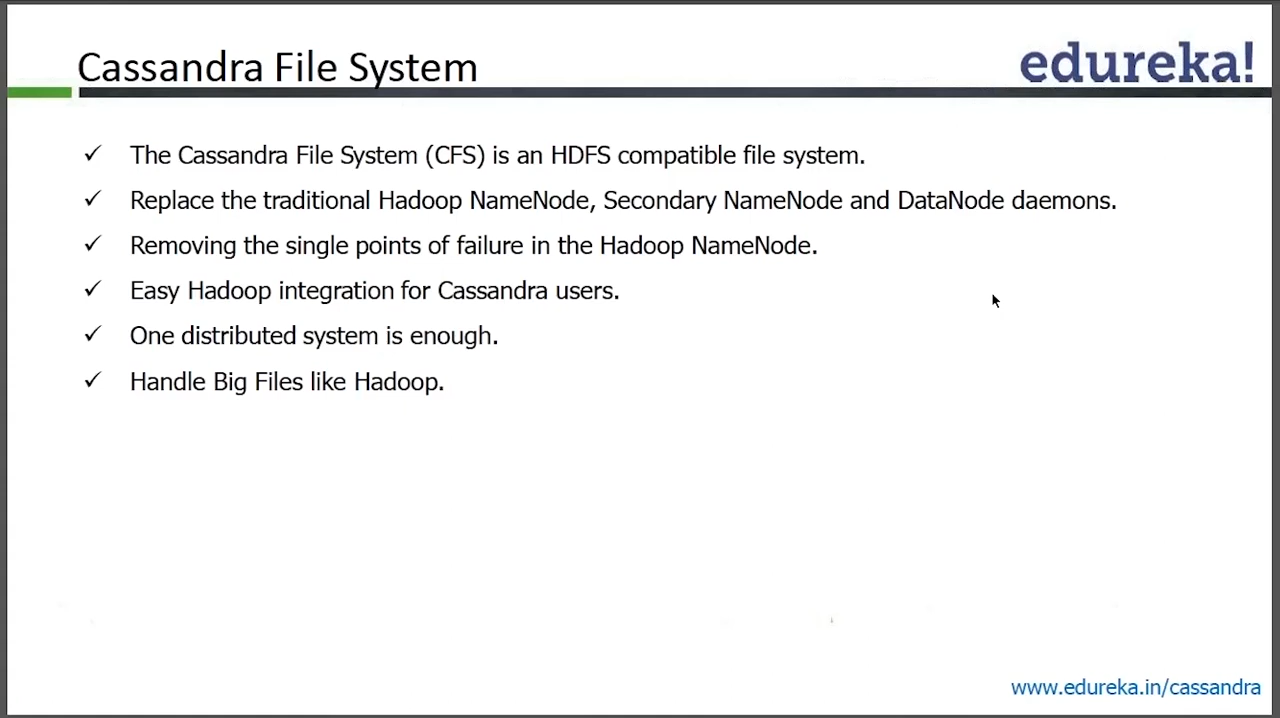 Cassandra File System
edureka!
✓ The Cassandra File System (CFS) is an HDFS compatible file system.
✓ Replace the traditional Hadoop NameNode, Secondary NameNode and DataNode daemons.
✓ Removing the single points of failure in the Hadoop NameNode.
✓ Easy Hadoop integration for Cassandra users.
✓ One distributed system is enough.
✓ Handle Big Files like Hadoop.
www.edureka.in/cassandra